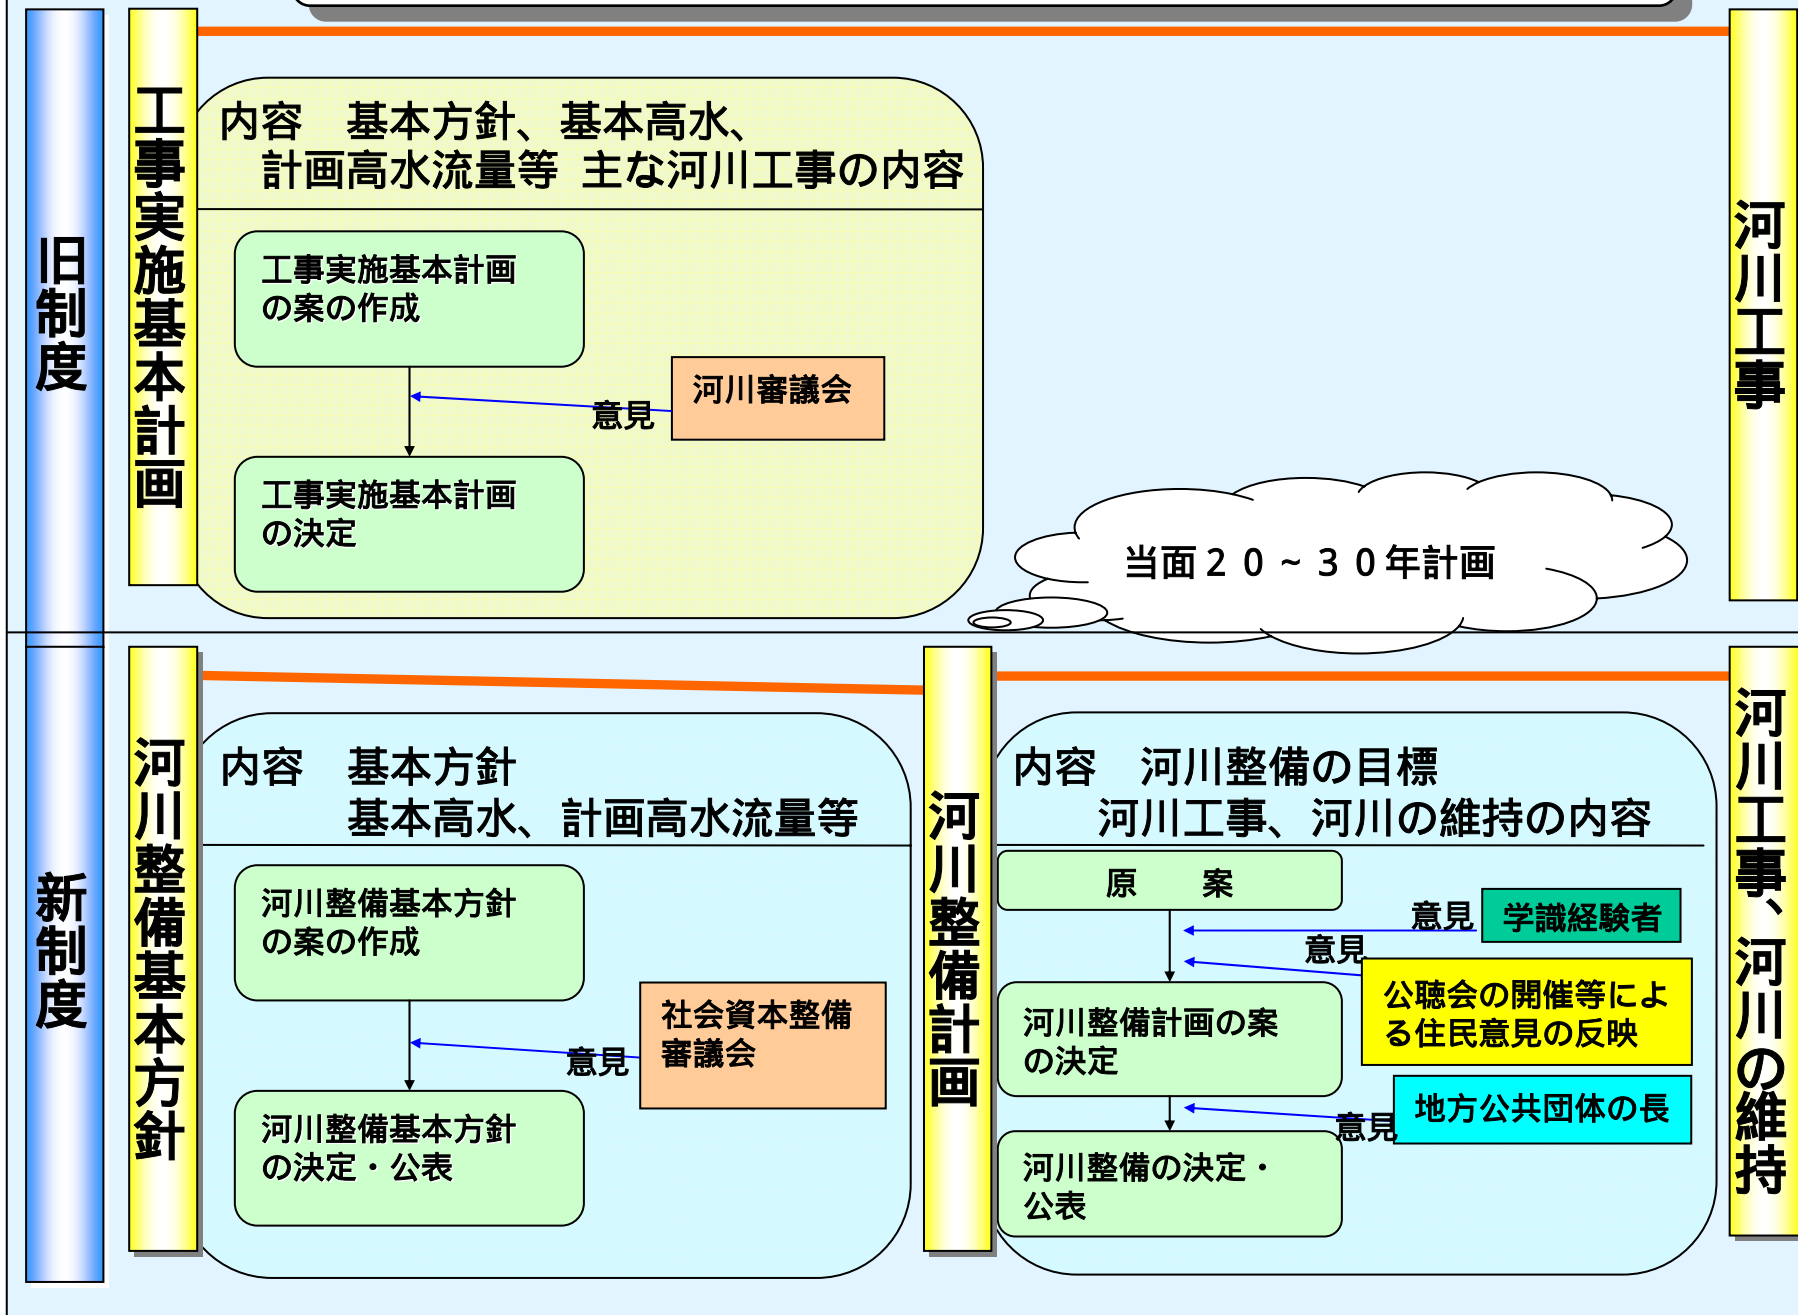 旧制度
工事実施基本計画
内容　基本方針、基本高水、
計画高水流量等 主な河川工事の内容
工事実施基本計画
の案の作成
河川審議会
意見
工事実施基本計画
の決定
河川工事
当面２０～３０年計画
新制度
河川整備基本方針
内容　基本方針
基本高水、計画高水流量等
河川整備基本方針
の案の作成
社会資本整備
審議会
意見
河川整備基本方針
の決定・公表
河川整備計画
内容　河川整備の目標
河川工事、河川の維持の内容
原　　案
意見
学識経験者
意見
公聴会の開催等によ
る住民意見の反映
河川整備計画の案
の決定
地方公共団体の長
意見
河川整備の決定・
公表
河川工事、河川の維持